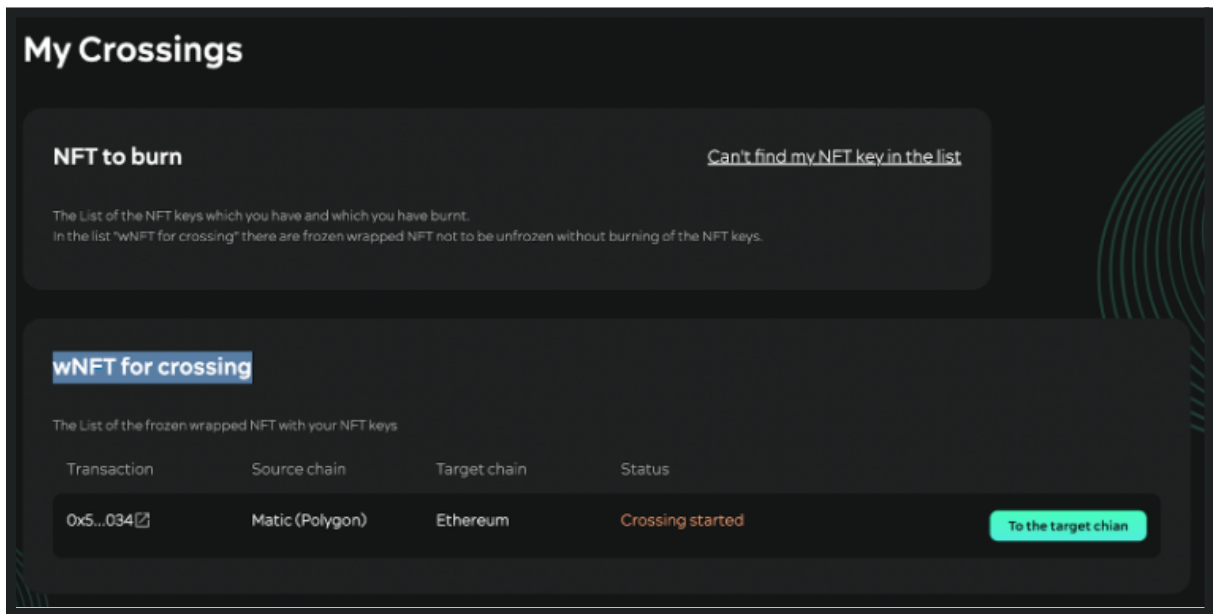 My Crossings
NFT to burn
Can't find my NFT key in the list
The List of the NFT keys which you have and which you have burnt.
In the list "wNFT for crossing" there are frozen wrapped NFT not to be unfrozen without burning of the NFT keys.
wNFT for crossing
The List of the frozen wrapped NFT with your NFT keys
Transaction Source chain Target chain Status
0x5...034 Matic (Polygon) Ethereum Crossing started To the target chian